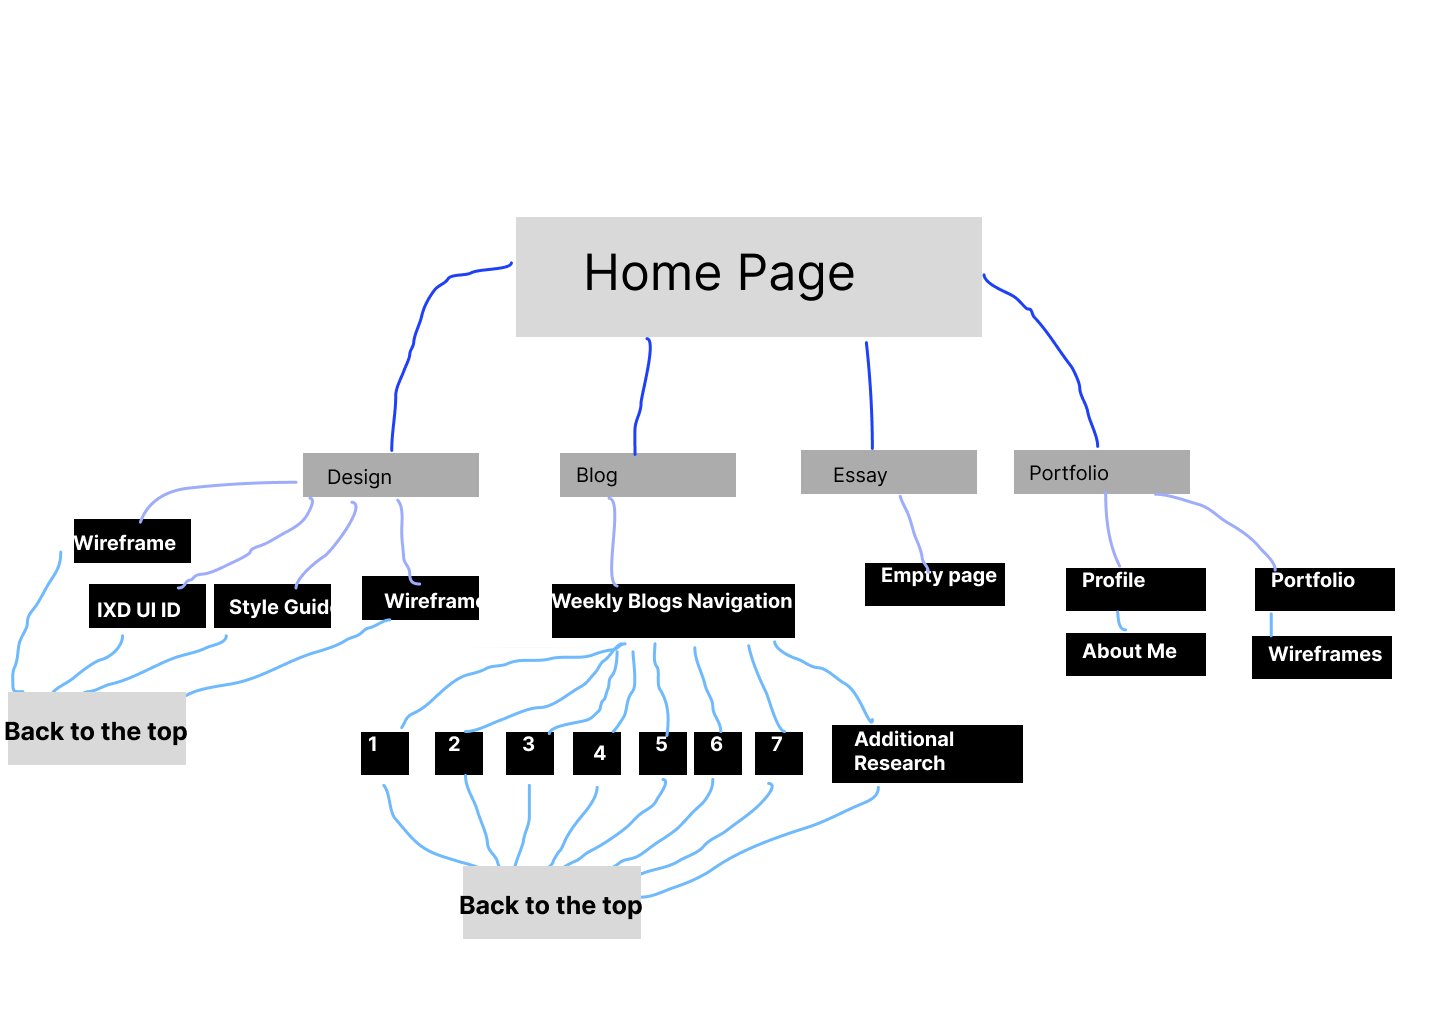 Home Page
Design
Blog
Essay
Portfolio
Wireframe
IXD UI ID
Style Guid
Wireframe
Weekly Blogs Navigation
Empty page
Profile
Portfolio
About Me
Wireframes
Back to the top
1
2
3
4
5
6
7
Additional
Research
Back to the top